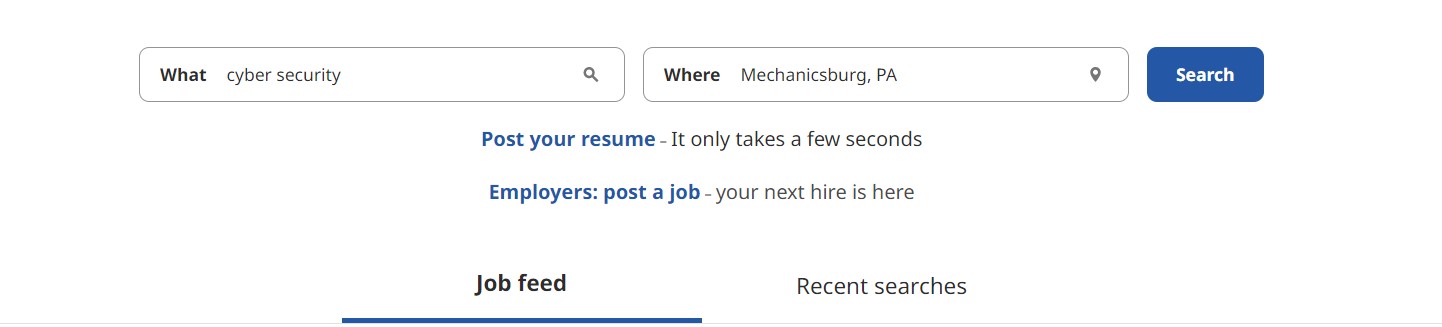 What cyber security Where Mechanicsburg, PA Search
Post your resume – It only takes a few seconds
Employers: post a job – your next hire is here
Job feed Recent searches